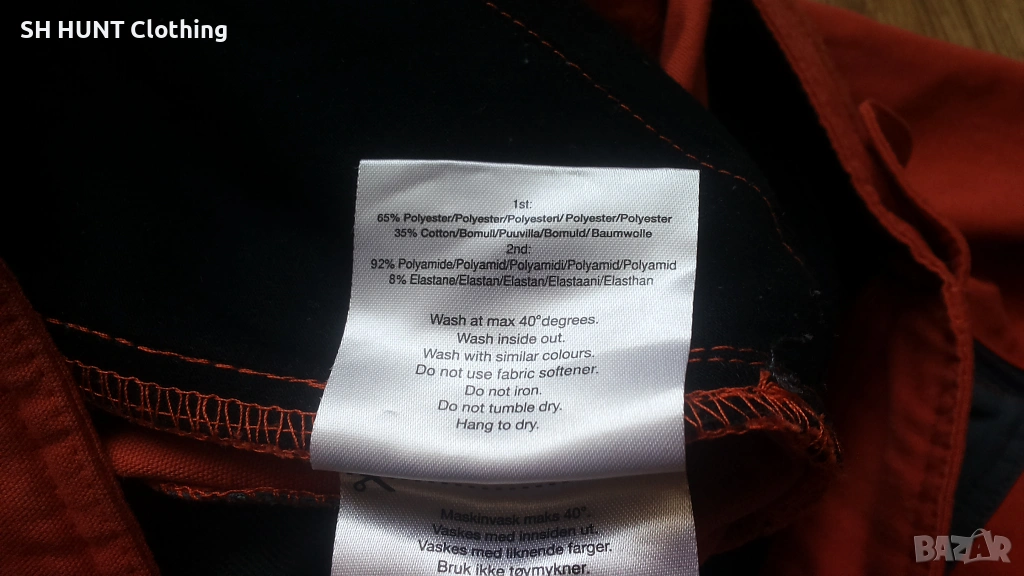 SH HUNT Clothing
1st:
65% Polyester/Polyester/Polyesteri/ Polyester/Polyester
35% Cotton/Bomull/Puuvilla/Bomuld/ Baumwolle
2nd:
92% Polyamide/Polyamid/Polyamidi/Polyamid/Polyamid
8% Elastane/Elastan/Elastan/Elastaani/Elasthan
Wash at max 40°degrees.
Wash inside out.
Wash with similar colours.
Do not use fabric softener.
Do not iron.
Do not tumble dry.
Hang to dry.
Maskinvask maks 40°.
Vaskes med innsiden ut.
Vaskes med liknende farger.
Bruk ikke tøymykner.
BAZAR